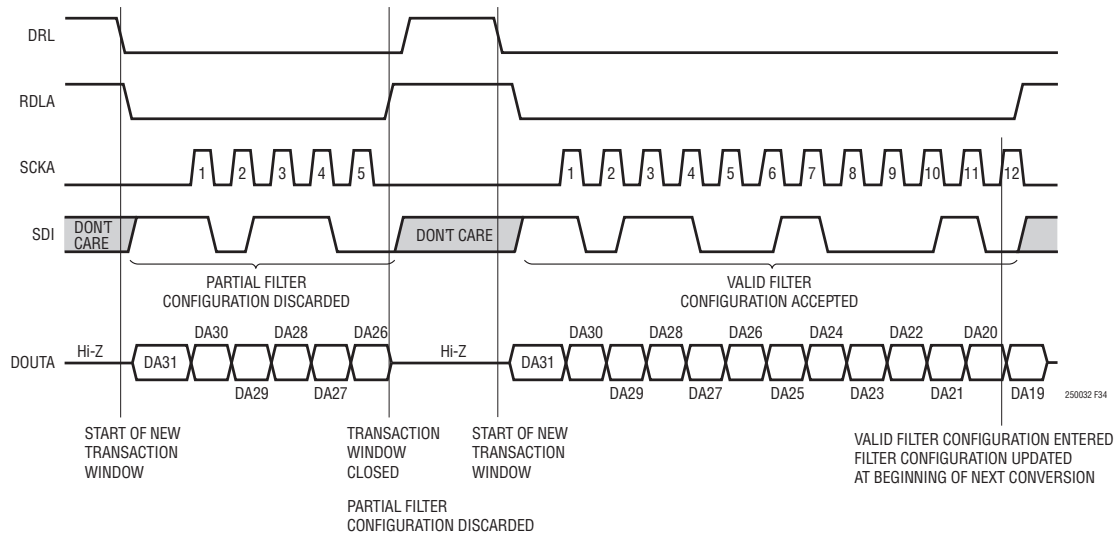 DRL
RDLA
SCKA
1 2 3 4 5
1 2 3 4 5 6 7 8 9 10 11 12
SDI
DON'T
CARE
DON'T CARE
PARTIAL FILTER
CONFIGURATION DISCARDED
VALID FILTER
CONFIGURATION ACCEPTED
DOUTA
Hi-Z
DA31
DA30
DA29
DA28
DA27
DA26
Hi-Z
DA31
DA30
DA29
DA28
DA27
DA26
DA25
DA24
DA23
DA22
DA21
DA20
DA19
250032 F34
START OF NEW
TRANSACTION
WINDOW
TRANSACTION
WINDOW
CLOSED
PARTIAL FILTER
CONFIGURATION DISCARDED
START OF NEW
TRANSACTION
WINDOW
VALID FILTER CONFIGURATION ENTERED
FILTER CONFIGURATION UPDATED
AT BEGINNING OF NEXT CONVERSION